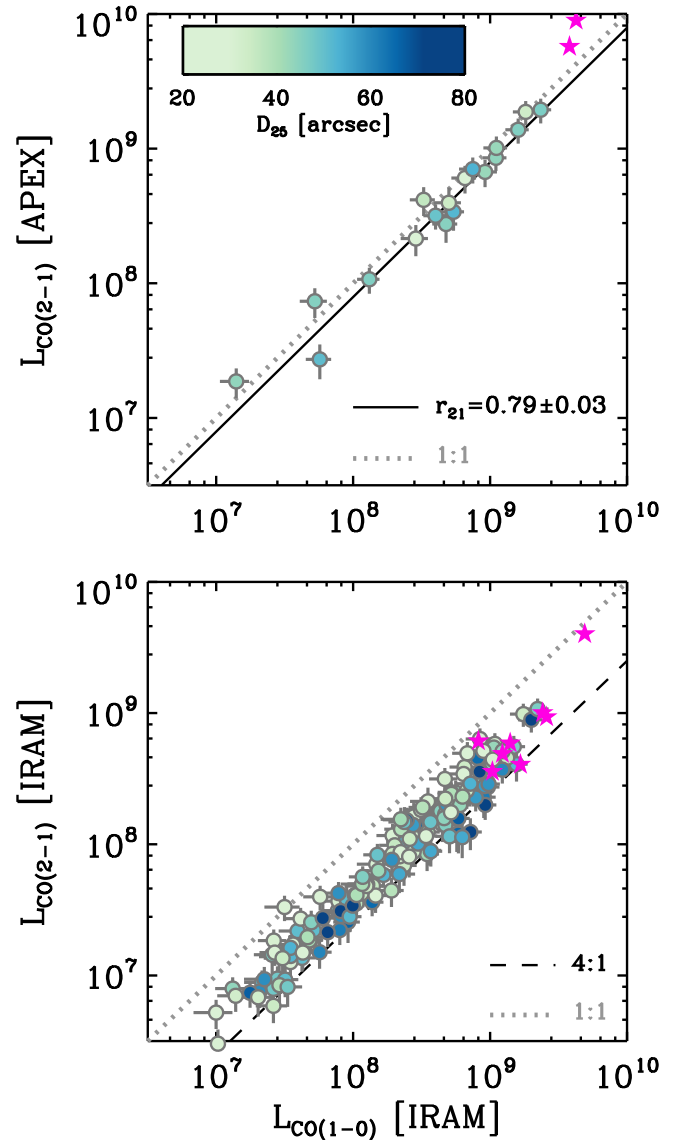 10^10
20 40 60 80
D_25 [arcsec]
10^9
L_CO(2-1) [APEX]
10^8
r_21=0.79±0.03
10^7
1:1
10^7 10^8 10^9 10^10
10^10
10^9
L_CO(2-1) [IRAM]
10^8
4:1
10^7
1:1
10^7 10^8 10^9 10^10
L_CO(1-0) [IRAM]